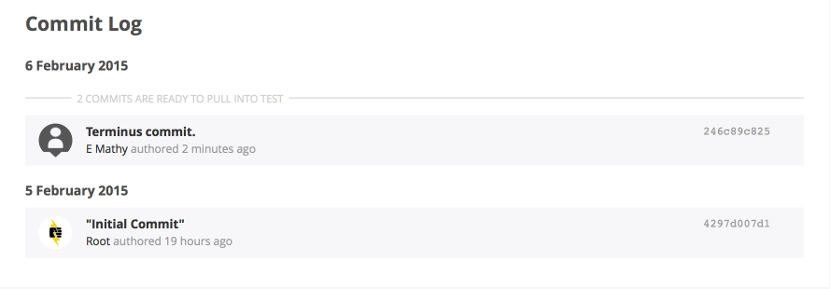 Commit Log
6 February 2015
2 COMMITS ARE READY TO PULL INTO TEST
Terminus commit.
246c89c825
E Mathy authored 2 minutes ago
5 February 2015
"Initial Commit"
4297d007d1
Root authored 19 hours ago